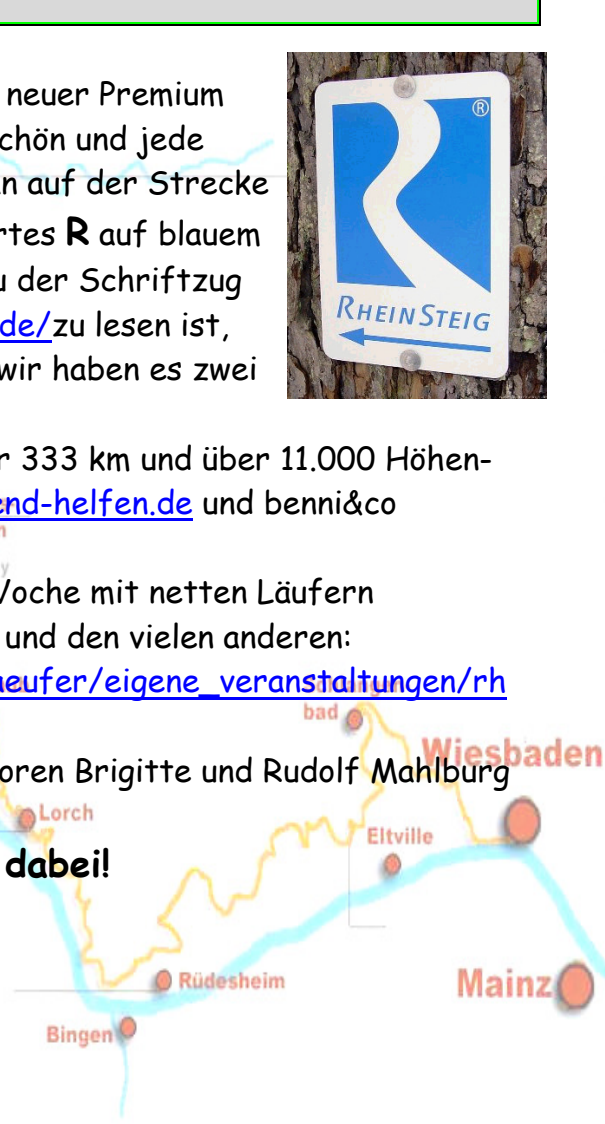 neuer Premium
chön und jede
n auf der Strecke
rtes R auf blauem
u der Schriftzug
de/zu lesen ist,
wir haben es zwei
®
RHEINSTEIG
r 333 km und über 11.000 Höhen-
end-helfen.de und benni&co
Woche mit netten Läufern
und den vielen anderen:
aeufer/eigene_veranstaltungen/rh
bad
Wiesbaden
oren Brigitte und Rudolf Mahlburg
Lorch
Eltville
dabei!
Rüdesheim
Mainz
Bingen